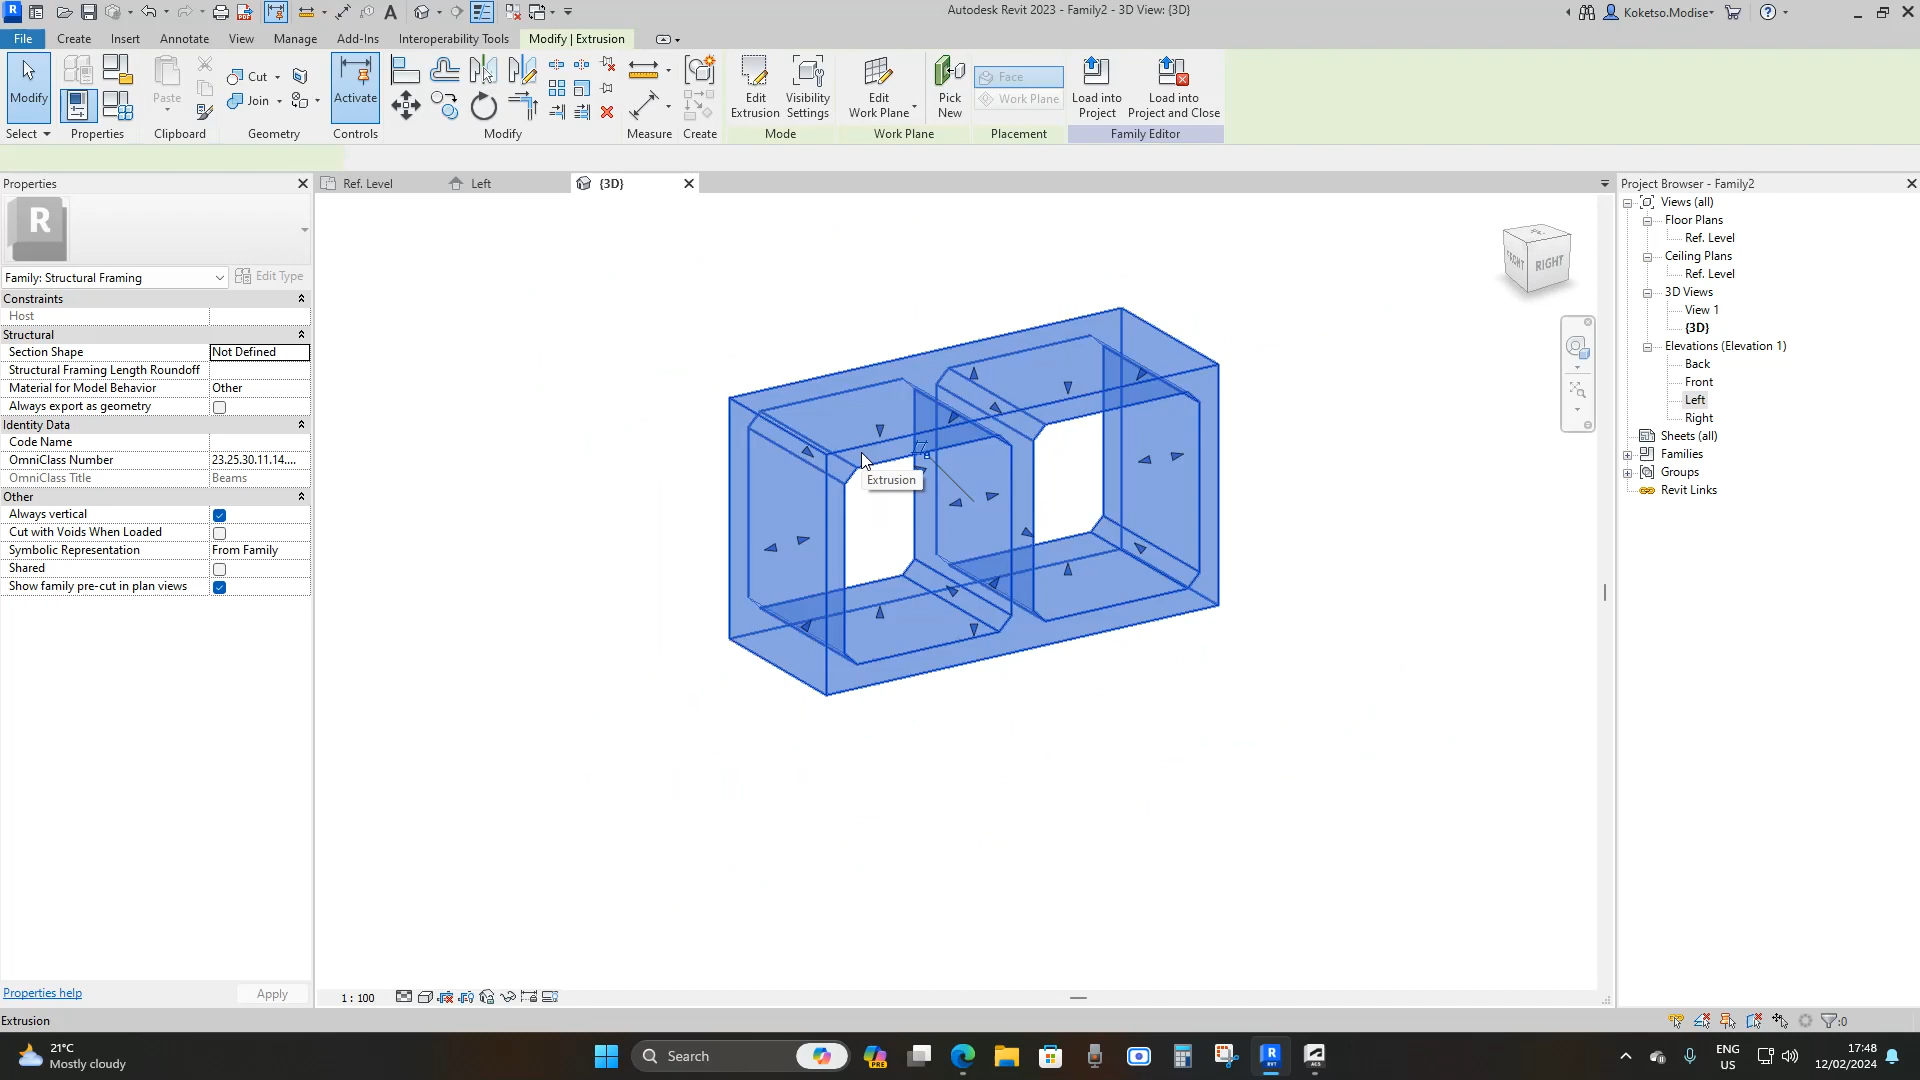 Autodesk Revit 2023 - Family2 - 3D View: {3D}
Koketso.Modise
File Create Insert Annotate View Manage Add-Ins Interoperability Tools Modify | Extrusion
Modify
Paste
Cut
Join
Activate
Edit Extrusion
Visibility Settings
Edit Work Plane
Pick New
Face
Work Plane
Load into Project
Load into Project and Close
Select Properties Clipboard Geometry Controls Modify Measure Create Mode Work Plane Placement Family Editor
Properties
Ref. Level
Left
{3D}
Project Browser - Family2
R
Family: Structural Framing
Edit Type
Constraints
Host
Structural
Section Shape Not Defined
Structural Framing Length Roundoff
Material for Model Behavior Other
Always export as geometry
Identity Data
Code Name
OmniClass Number 23.25.30.11.14....
OmniClass Title Beams
Other
Always vertical
Cut with Voids When Loaded
Symbolic Representation From Family
Shared
Show family pre-cut in plan views
Properties help
Apply
Extrusion
FRONT
RIGHT
Views (all)
Floor Plans
Ref. Level
Ceiling Plans
Ref. Level
3D Views
View 1
{3D}
Elevations (Elevation 1)
Back
Front
Left
Right
Sheets (all)
Families
Groups
Revit Links
1 : 100
Extrusion
:0
21°C
Mostly cloudy
Search
PRE
ENG
US
17:48
12/02/2024